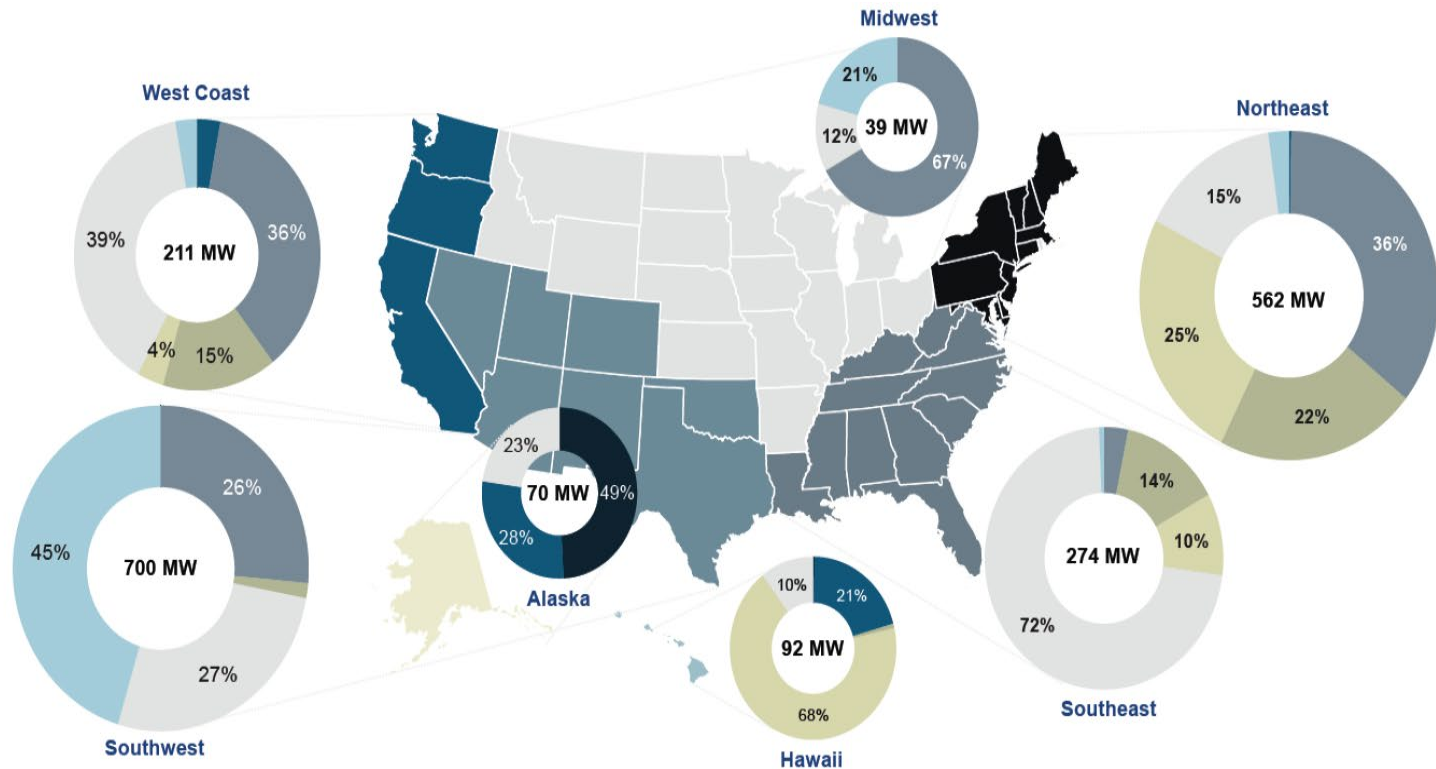 Midwest
21%
12%
39 MW
67%
West Coast
39%
211 MW
36%
4%
15%
Northeast
15%
36%
562 MW
25%
22%
45%
26%
700 MW
27%
Southwest
23%
70 MW
49%
28%
Alaska
10%
21%
92 MW
68%
Hawaii
14%
10%
274 MW
72%
Southeast